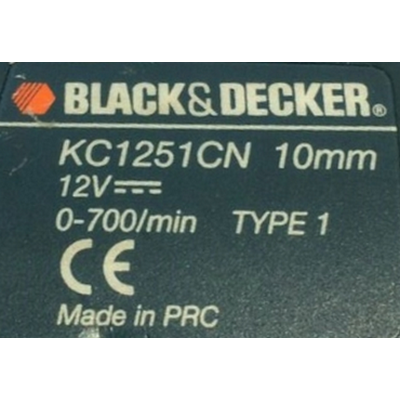 BLACK&DECKER®
KC1251CN 10mm
12V⎓
0-700/min TYPE 1
CE
Made in PRC